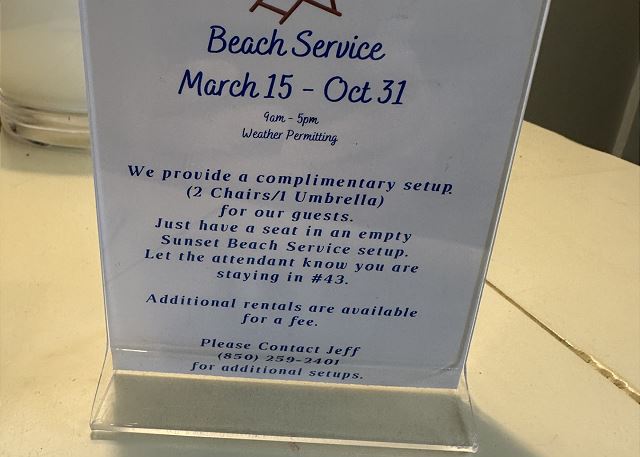 Beach Service
March 15 - Oct 31
9am - 5pm
Weather Permitting
We provide a complimentary setup
(2 Chairs/1 Umbrella)
for our guests.
Just have a seat in an empty
Sunset Beach Service setup.
Let the attendant know you are
staying in #43.
Additional rentals are available
for a fee.
Please Contact Jeff
(850) 259-2401
for additional setups.